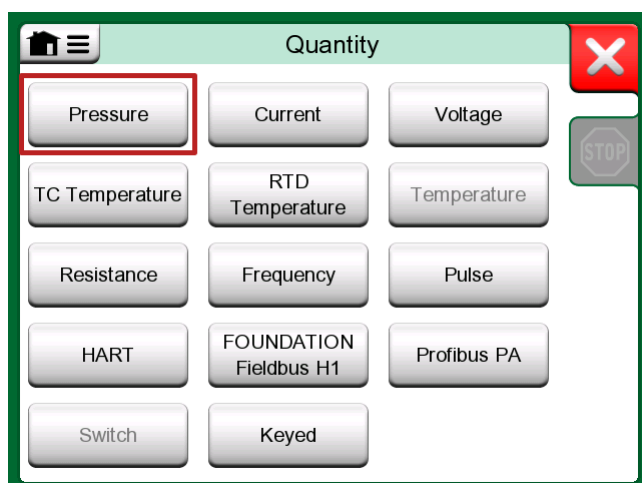 Quantity
Pressure
Current
Voltage
STOP
TC Temperature
RTD
Temperature
Temperature
Resistance
Frequency
Pulse
HART
FOUNDATION
Fieldbus H1
Profibus PA
Switch
Keyed